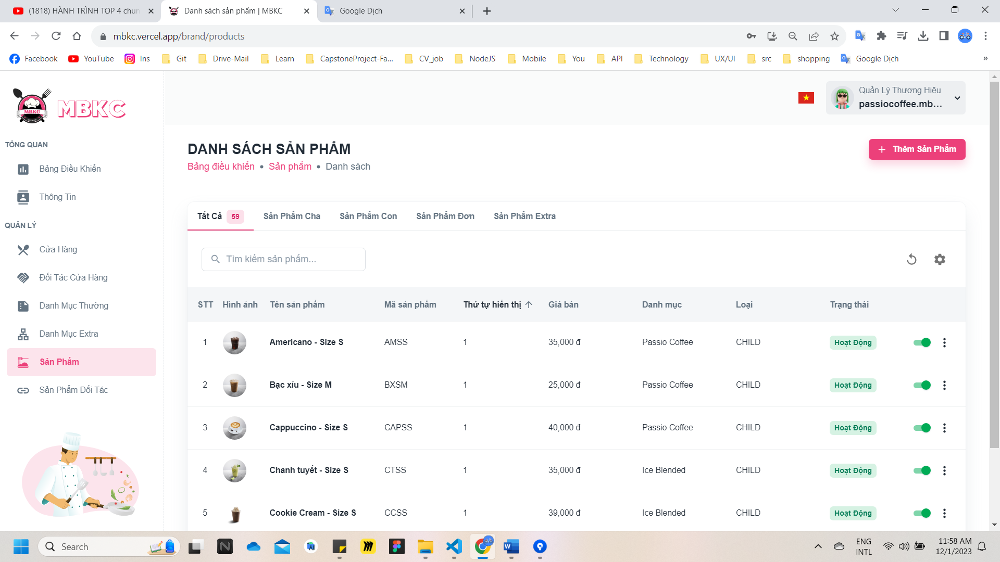 (1818) HÀNH TRÌNH TOP 4 chun
Danh sách sản phẩm | MBKC
Google Dịch
mbkc.vercel.app/brand/products
Facebook
YouTube
Ins
Git
Drive-Mail
Learn
CapstoneProject-Fa...
CV_job
NodeJS
Mobile
You
API
Technology
UX/UI
src
shopping
Google Dịch
»
MBKC
MBKC
Quản Lý Thương Hiệu
passiocoffee.mb...
TỔNG QUAN
Bảng Điều Khiển
Thông Tin
QUẢN LÝ
Cửa Hàng
Đối Tác Cửa Hàng
Danh Mục Thường
Danh Mục Extra
Sản Phẩm
Sản Phẩm Đối Tác
DANH SÁCH SẢN PHẨM
Bảng điều khiển • Sản phẩm • Danh sách
Thêm Sản Phẩm
Tất Cả 59 Sản Phẩm Cha Sản Phẩm Con Sản Phẩm Đơn Sản Phẩm Extra
Tìm kiếm sản phẩm...
STT Hình ảnh Tên sản phẩm Mã sản phẩm Thứ tự hiển thị Giá bán Danh mục Loại Trạng thái
1 Americano - Size S AMSS 1 35,000 đ Passio Coffee CHILD Hoạt Động
2 Bạc xỉu - Size M BXSM 1 25,000 đ Passio Coffee CHILD Hoạt Động
3 Cappuccino - Size S CAPSS 1 40,000 đ Passio Coffee CHILD Hoạt Động
4 Chanh tuyết - Size S CTSS 1 35,000 đ Ice Blended CHILD Hoạt Động
5 Cookie Cream - Size S CCSS 1 39,000 đ Ice Blended CHILD Hoạt Động
Search
ENG
INTL
11:58 AM
12/1/2023